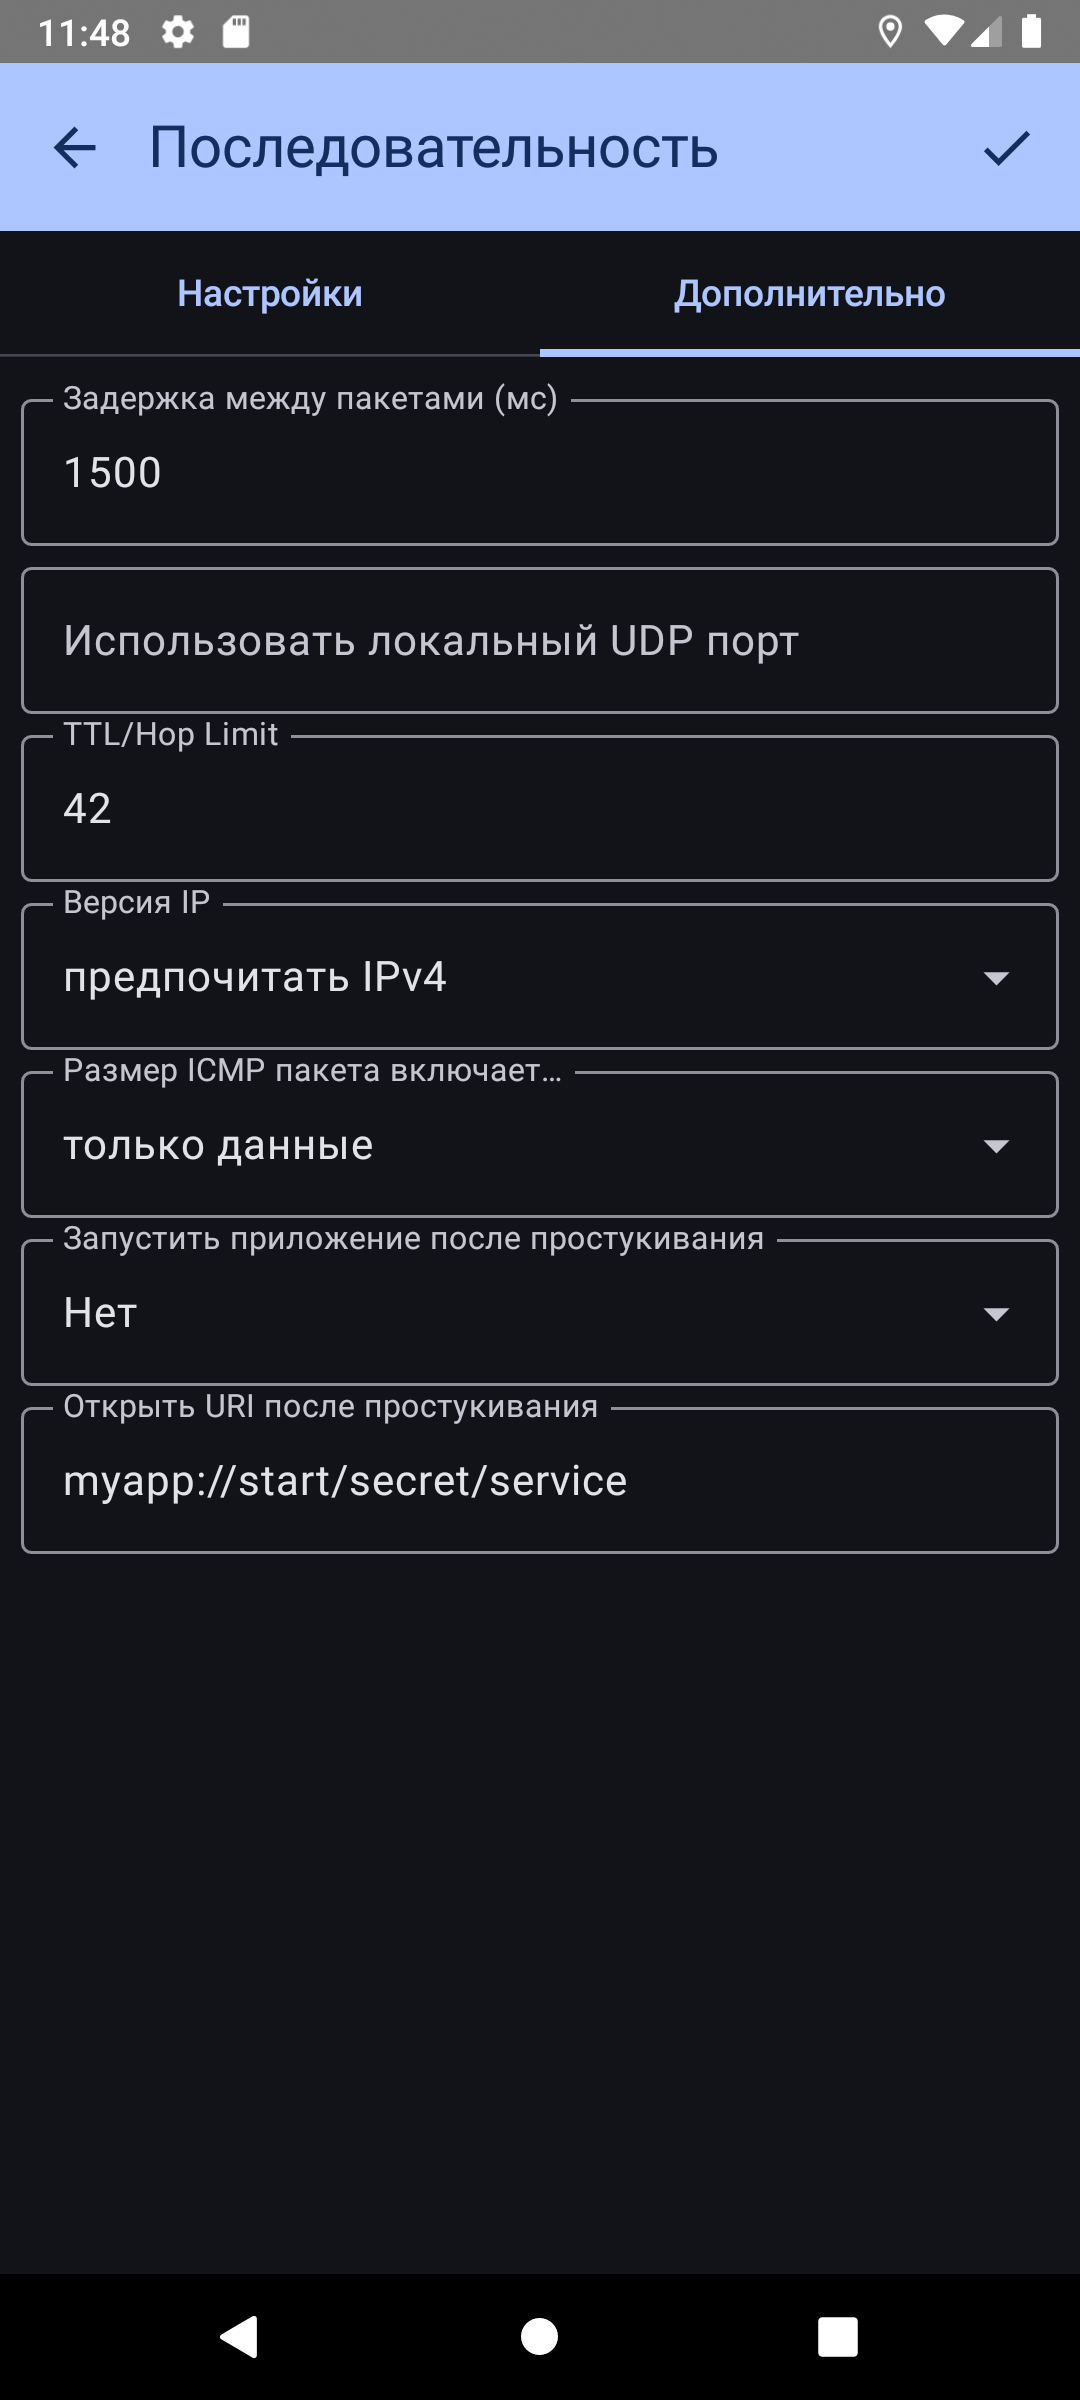 11:48
Последовательность
Настройки
Дополнительно
Задержка между пакетами (мс)
1500
Использовать локальный UDP порт
TTL/Hop Limit
42
Версия IP
предпочитать IPv4
Размер ICMP пакета включает…
только данные
Запустить приложение после простукивания
Нет
Открыть URI после простукивания
myapp://start/secret/service